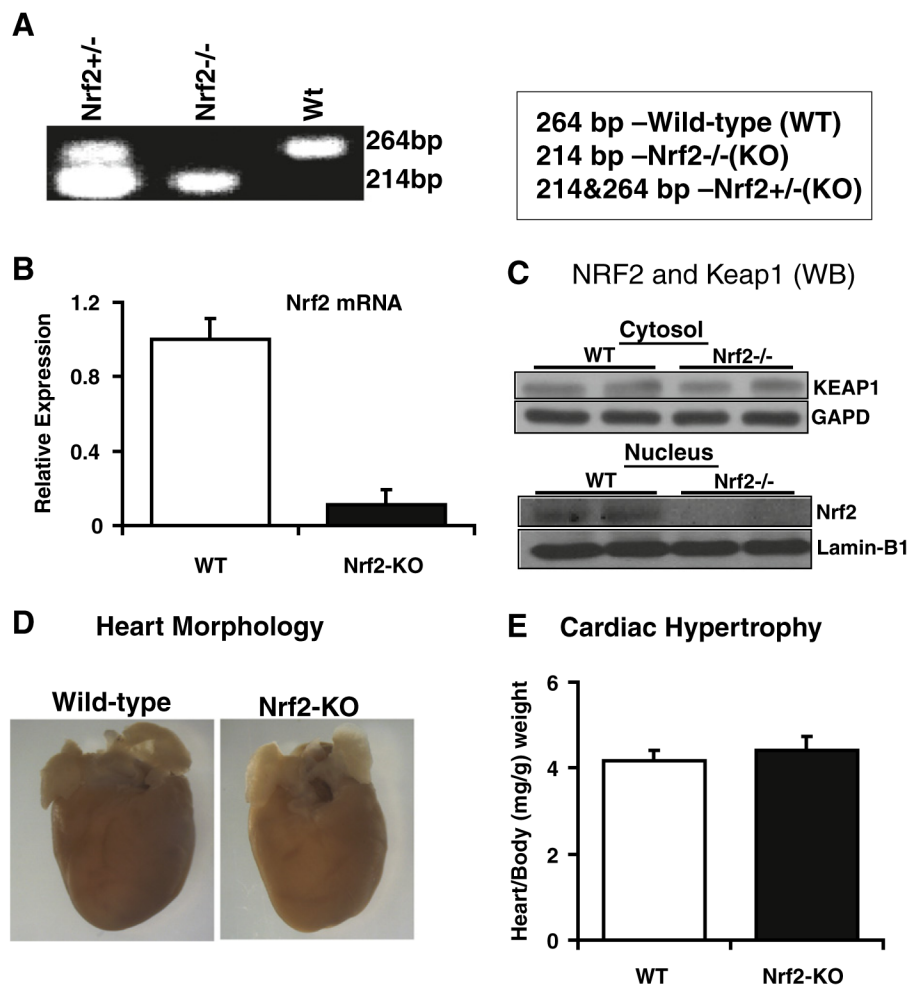 A
Nrf2+/-
Nrf2-/-
Wt
264bp
214bp
264 bp –Wild-type (WT)
214 bp –Nrf2-/-(KO)
214&264 bp –Nrf2+/-(KO)
B
Nrf2 mRNA
Relative Expression
1.2
0.8
0.4
0
WT
Nrf2-KO
C
NRF2 and Keap1 (WB)
Cytosol
WT
Nrf2-/-
KEAP1
GAPD
Nucleus
WT
Nrf2-/-
Nrf2
Lamin-B1
D
Heart Morphology
Wild-type
Nrf2-KO
E
Cardiac Hypertrophy
Heart/Body (mg/g) weight
6
4
2
0
WT
Nrf2-KO